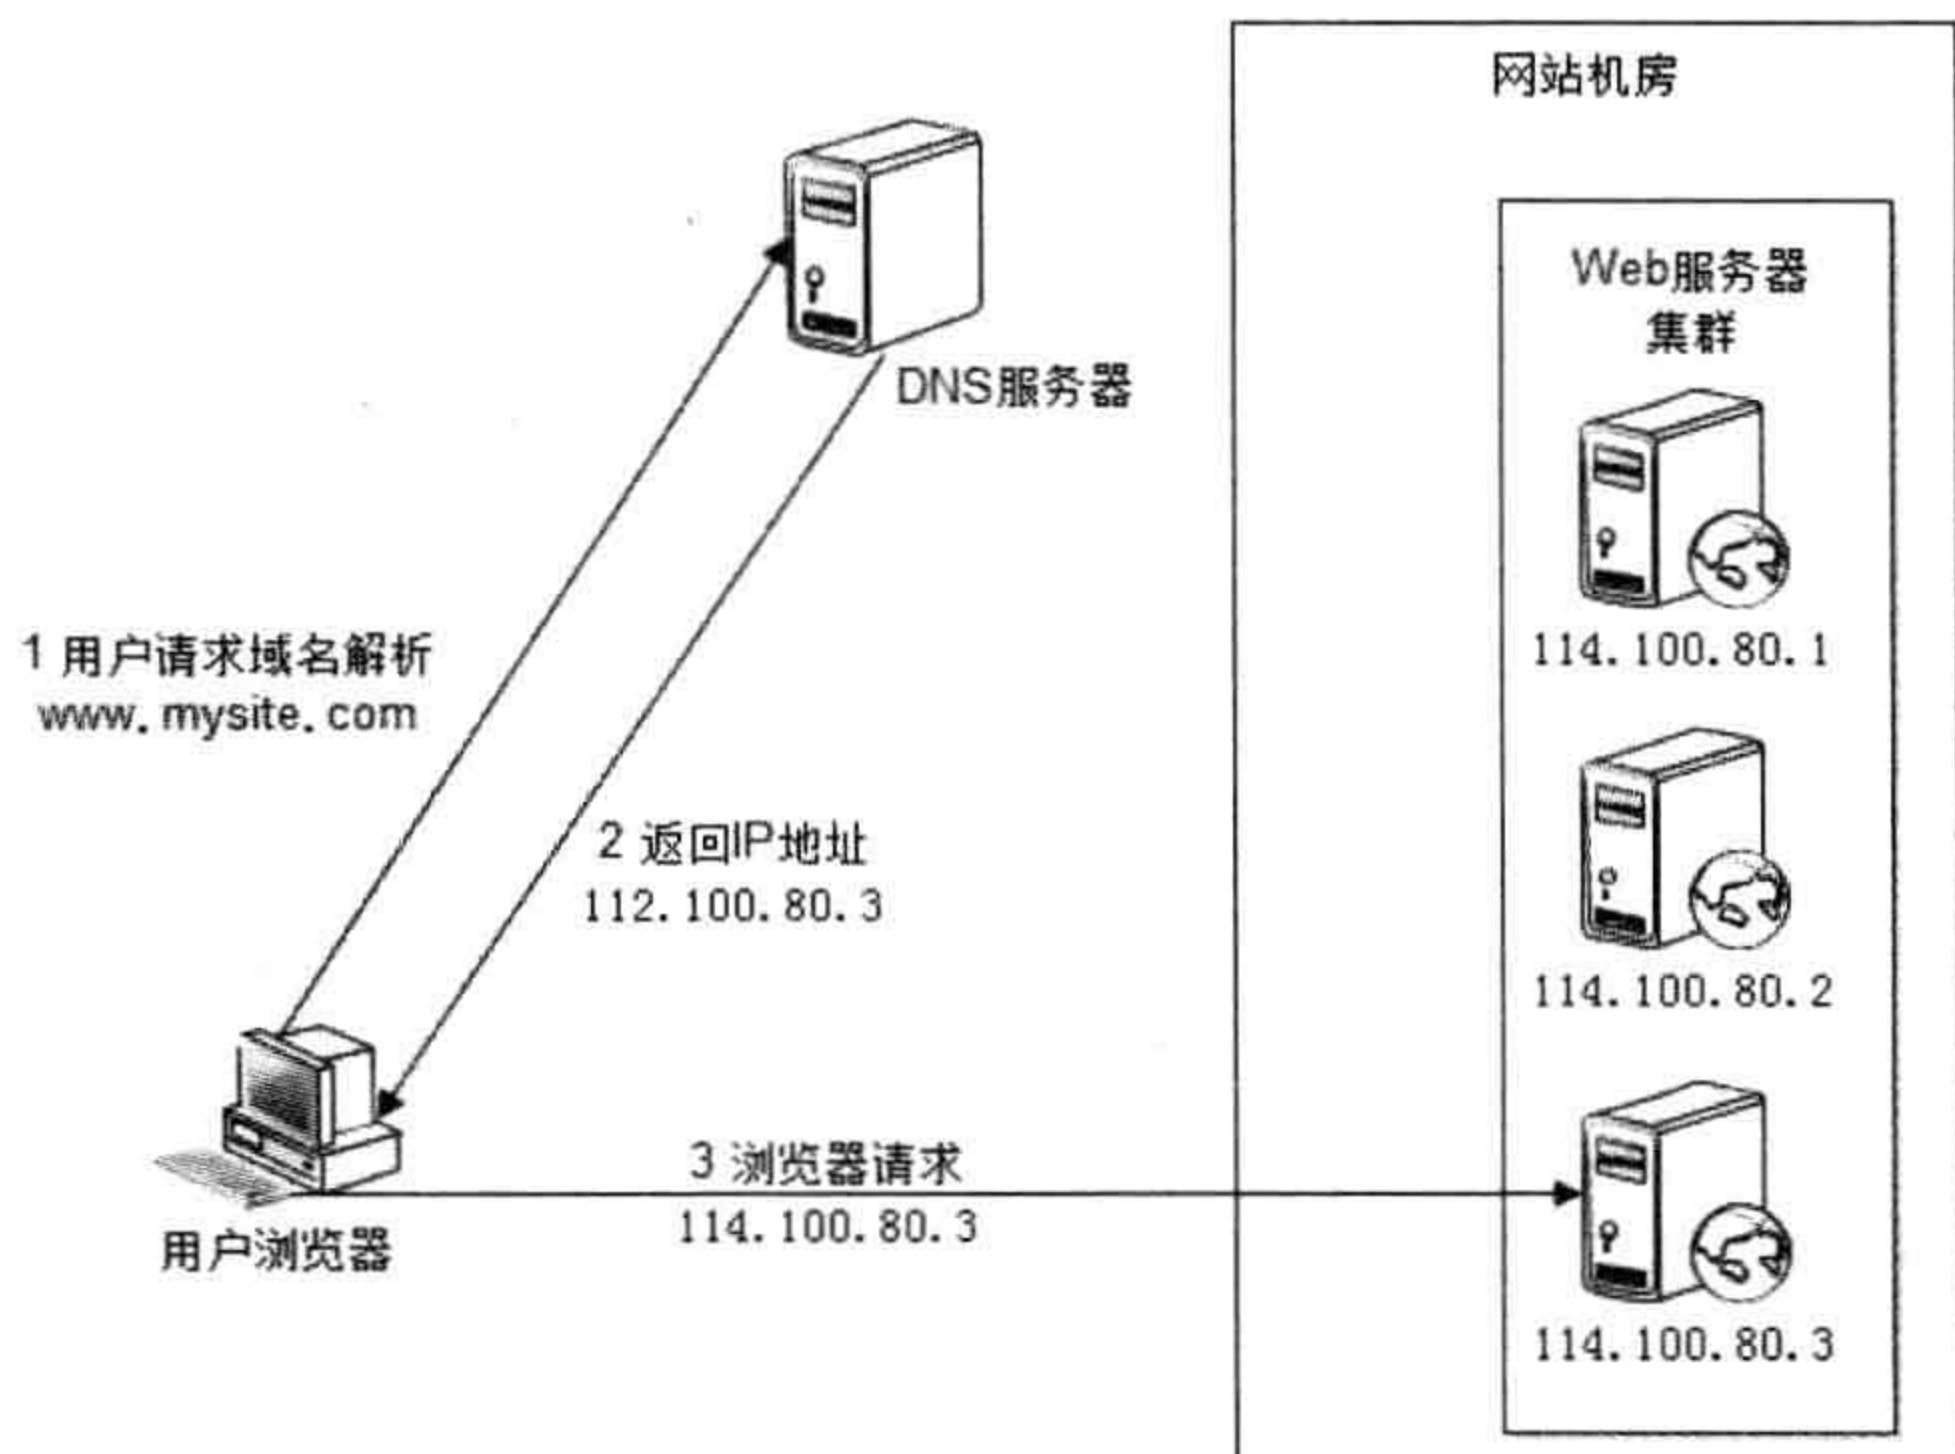 网站机房
Web服务器
集群
DNS服务器
114.100.80.1
1 用户请求域名解析
www.mysite.com
2 返回IP地址
112.100.80.3
114.100.80.2
3 浏览器请求
114.100.80.3
用户浏览器
114.100.80.3